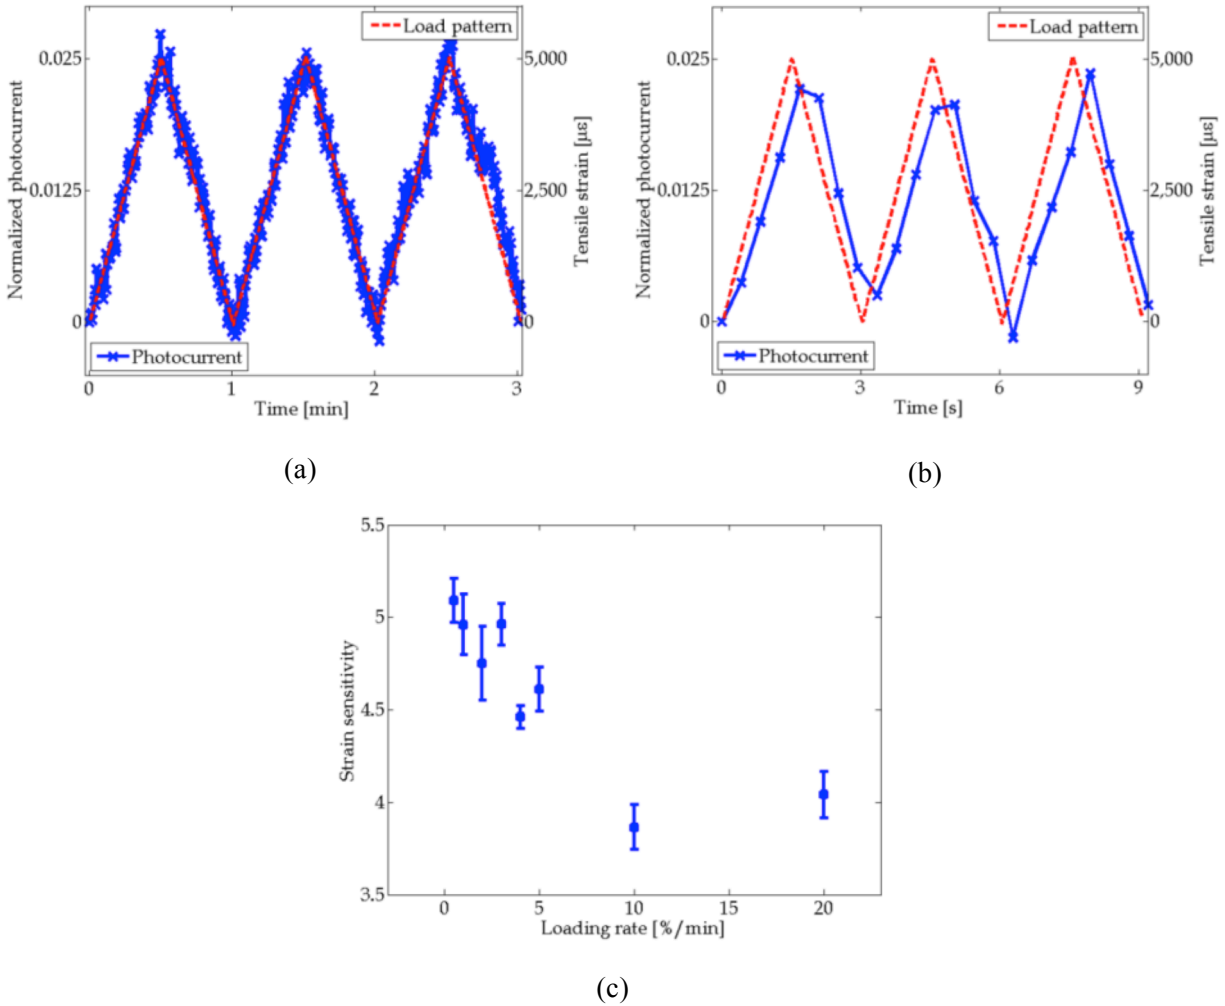 Load pattern
0.025
0.0125
0
Normalized photocurrent
5,000
2,500
0
Tensile strain [με]
Photocurrent
0 1 2 3
Time [min]
(a)
Load pattern
0.025
0.0125
0
Normalized photocurrent
5,000
2,500
0
Tensile strain [με]
Photocurrent
0 3 6 9
Time [s]
(b)
5.5
5
4.5
4
3.5
Strain sensitivity
0 5 10 15 20
Loading rate [%/min]
(c)